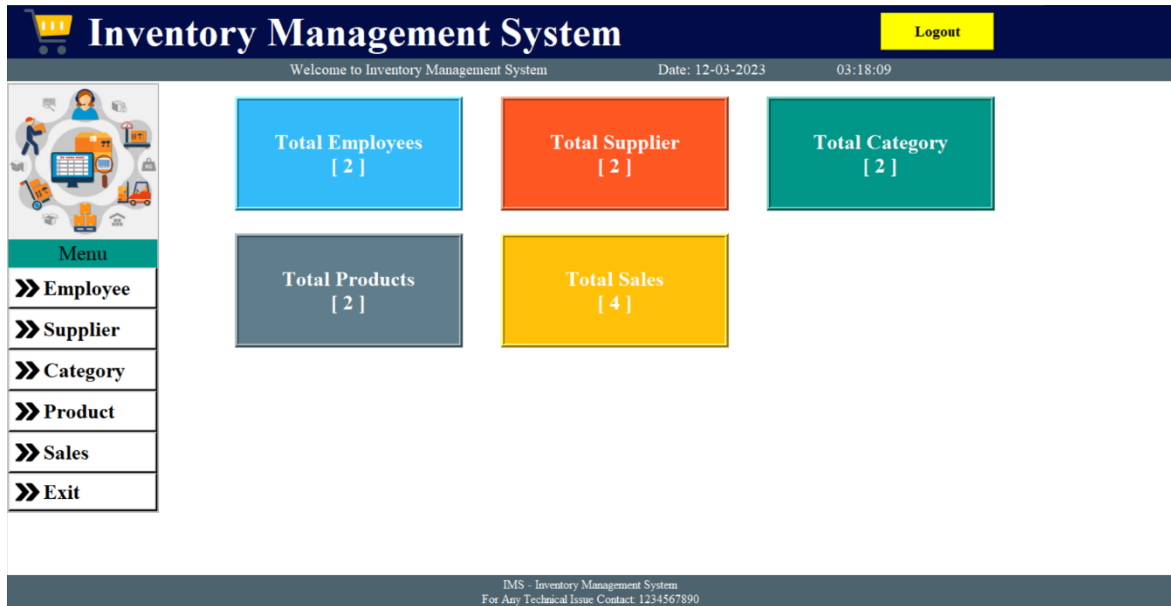 Inventory Management System
Logout
Welcome to Inventory Management System Date: 12-03-2023 03:18:09
Total Employees
[ 2 ]
Total Supplier
[ 2 ]
Total Category
[ 2 ]
Total Products
[ 2 ]
Total Sales
[ 4 ]
Menu
Employee
Supplier
Category
Product
Sales
Exit
IMS - Inventory Management System
For Any Technical Issue Contact: 1234567890